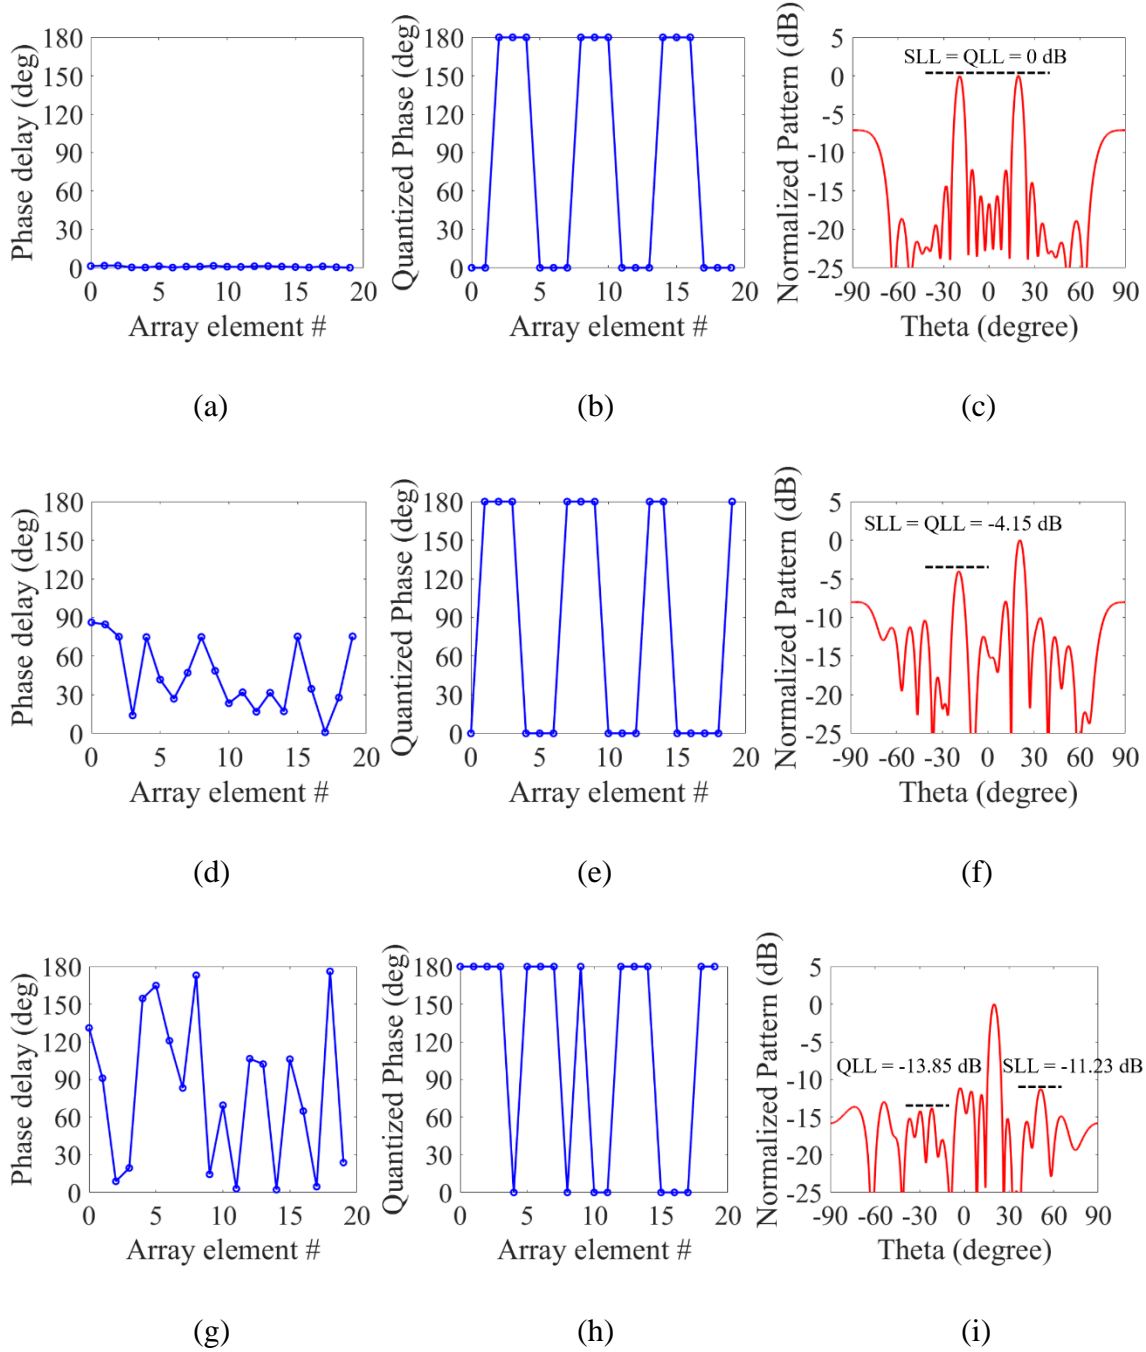 Phase delay (deg)
180
150
120
90
60
30
0
0 5 10 15 20
Array element #
(a)
Quantized Phase (deg)
180
150
120
90
60
30
0
0 5 10 15 20
Array element #
(b)
Normalized Pattern (dB)
5
0
-5
-10
-15
-20
-25
SLL = QLL = 0 dB
-90 -60 -30 0 30 60 90
Theta (degree)
(c)
Phase delay (deg)
180
150
120
90
60
30
0
0 5 10 15 20
Array element #
(d)
Quantized Phase (deg)
180
150
120
90
60
30
0
0 5 10 15 20
Array element #
(e)
Normalized Pattern (dB)
5
0
-5
-10
-15
-20
-25
SLL = QLL = -4.15 dB
-90 -60 -30 0 30 60 90
Theta (degree)
(f)
Phase delay (deg)
180
150
120
90
60
30
0
0 5 10 15 20
Array element #
(g)
Quantized Phase (deg)
180
150
120
90
60
30
0
0 5 10 15 20
Array element #
(h)
Normalized Pattern (dB)
5
0
-5
-10
-15
-20
-25
QLL = -13.85 dB SLL = -11.23 dB
-90 -60 -30 0 30 60 90
Theta (degree)
(i)